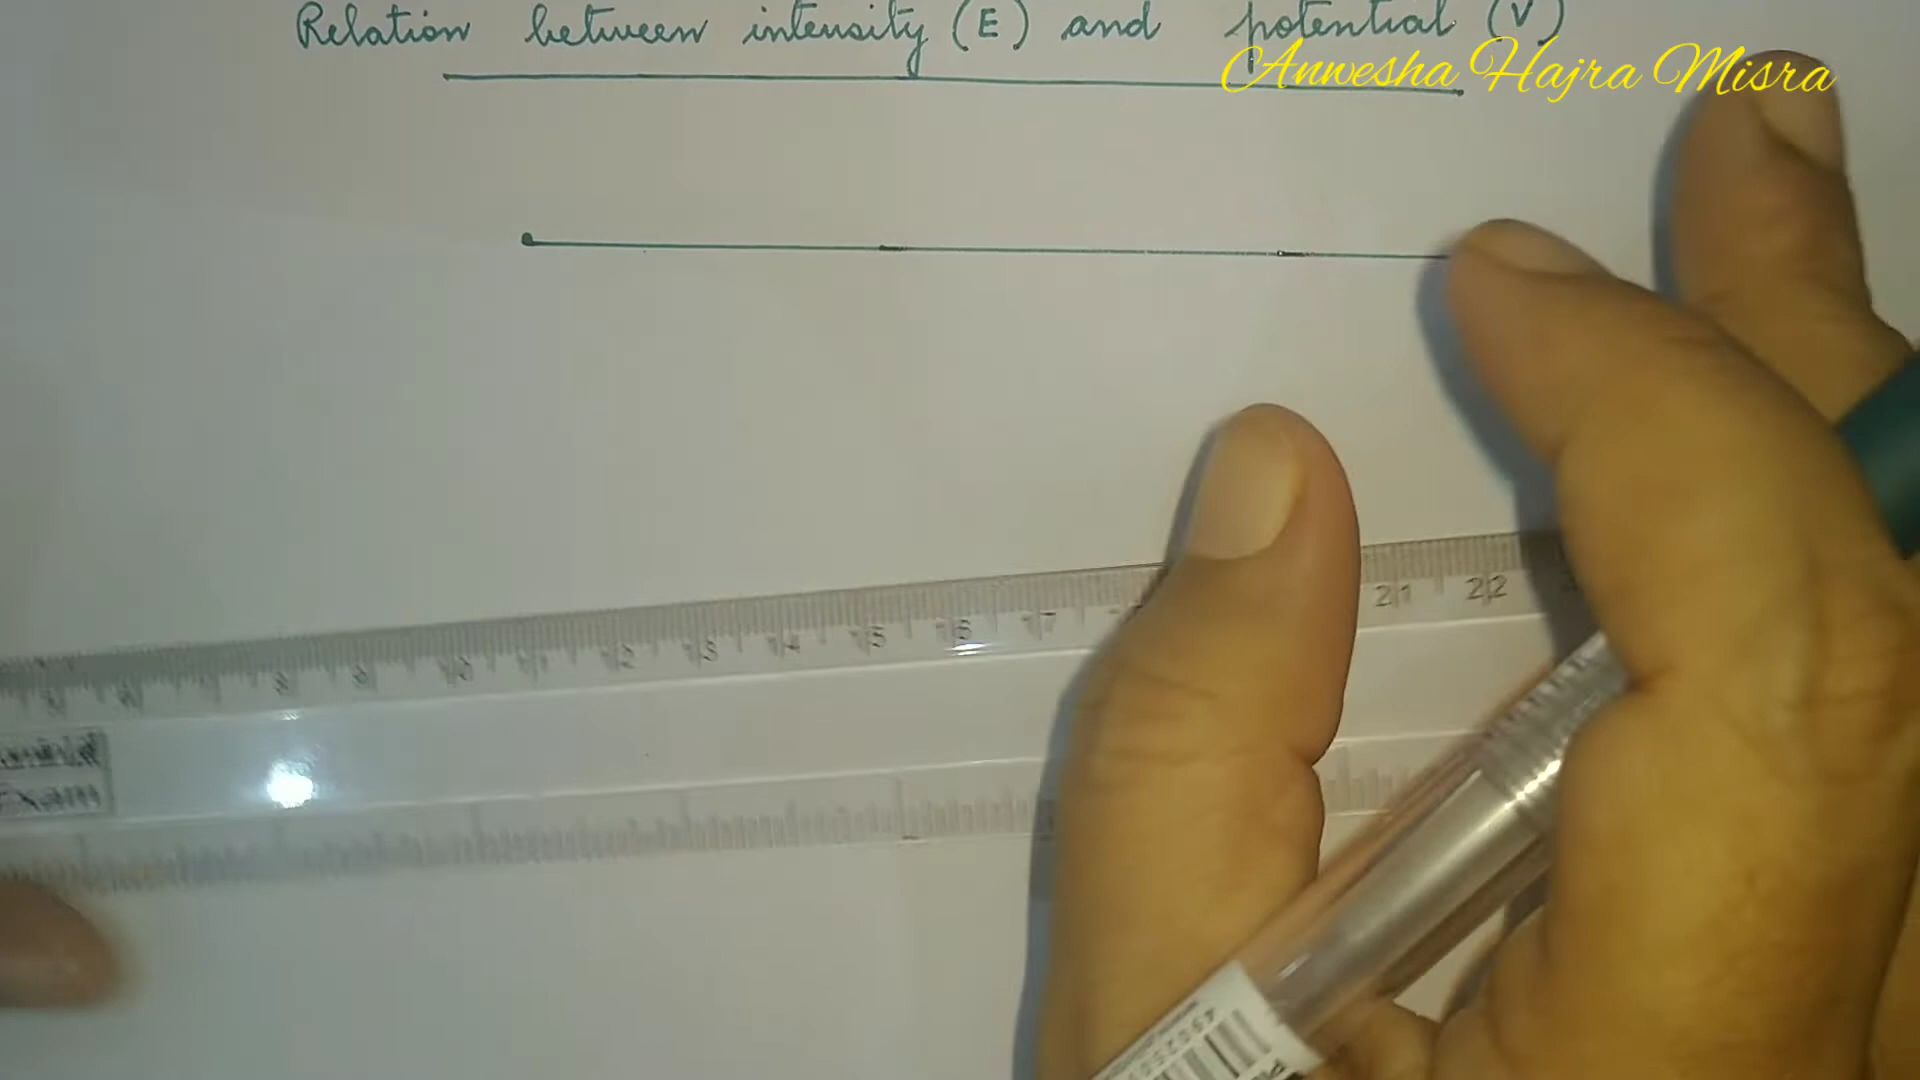 Relation between intensity (E) and potential (V)
Anwesha Hajra Misra
9 10 11 12 13 14 15 16 17 21 22
Exam